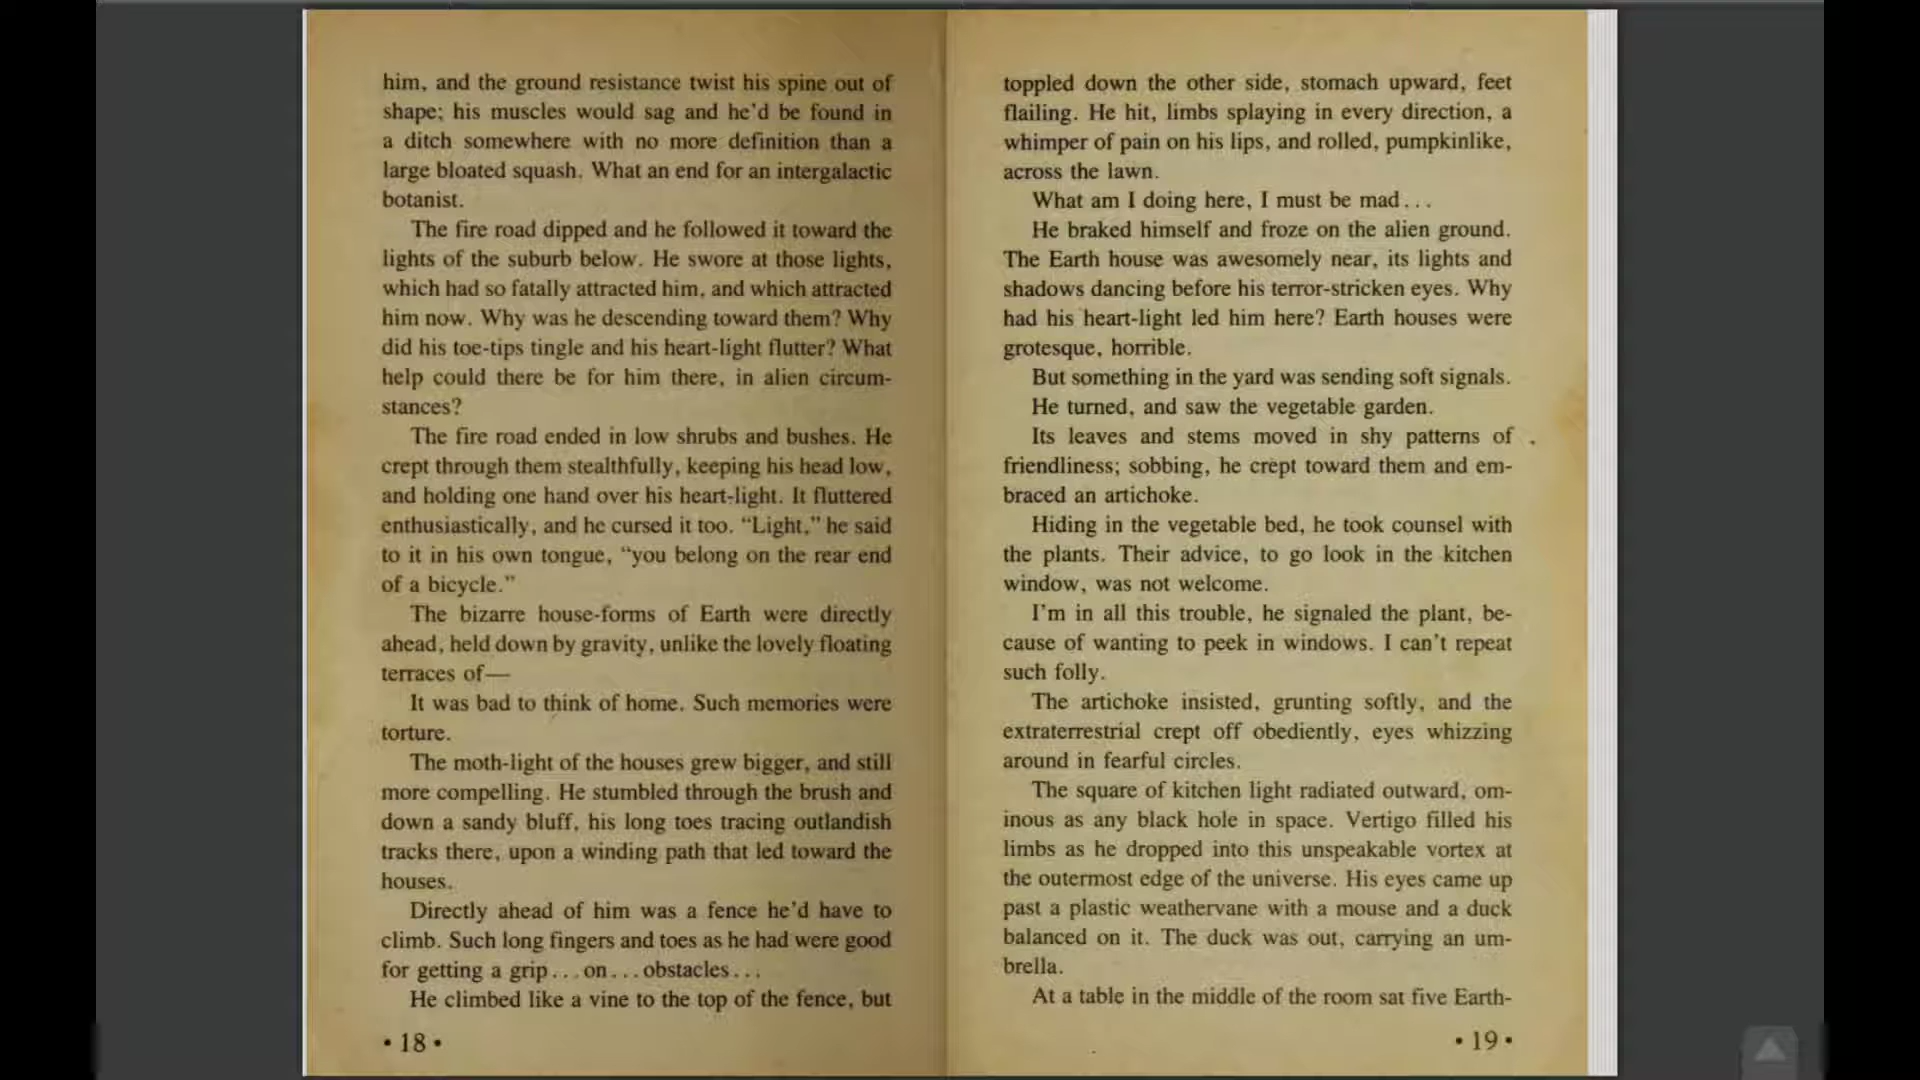 him, and the ground resistance twist his spine out of
shape; his muscles would sag and he'd be found in
a ditch somewhere with no more definition than a
large bloated squash. What an end for an intergalactic
botanist.
The fire road dipped and he followed it toward the
lights of the suburb below. He swore at those lights,
which had so fatally attracted him, and which attracted
him now. Why was he descending toward them? Why
did his toe-tips tingle and his heart-light flutter? What
help could there be for him there, in alien circum-
stances?
The fire road ended in low shrubs and bushes. He
crept through them stealthfully, keeping his head low,
and holding one hand over his heart-light. It fluttered
enthusiastically, and he cursed it too. “Light,” he said
to it in his own tongue, “you belong on the rear end
of a bicycle.”
The bizarre house-forms of Earth were directly
ahead, held down by gravity, unlike the lovely floating
terraces of—
It was bad to think of home. Such memories were
torture.
The moth-light of the houses grew bigger, and still
more compelling. He stumbled through the brush and
down a sandy bluff, his long toes tracing outlandish
tracks there, upon a winding path that led toward the
houses.
Directly ahead of him was a fence he'd have to
climb. Such long fingers and toes as he had were good
for getting a grip...on...obstacles...
He climbed like a vine to the top of the fence, but
• 18 •
toppled down the other side, stomach upward, feet
flailing. He hit, limbs splaying in every direction, a
whimper of pain on his lips, and rolled, pumpkinlike,
across the lawn.
What am I doing here, I must be mad...
He braked himself and froze on the alien ground.
The Earth house was awesomely near, its lights and
shadows dancing before his terror-stricken eyes. Why
had his heart-light led him here? Earth houses were
grotesque, horrible.
But something in the yard was sending soft signals.
He turned, and saw the vegetable garden.
Its leaves and stems moved in shy patterns of
friendliness; sobbing, he crept toward them and em-
braced an artichoke.
Hiding in the vegetable bed, he took counsel with
the plants. Their advice, to go look in the kitchen
window, was not welcome.
I'm in all this trouble, he signaled the plant, be-
cause of wanting to peek in windows. I can't repeat
such folly.
The artichoke insisted, grunting softly, and the
extraterrestrial crept off obediently, eyes whizzing
around in fearful circles.
The square of kitchen light radiated outward, om-
inous as any black hole in space. Vertigo filled his
limbs as he dropped into this unspeakable vortex at
the outermost edge of the universe. His eyes came up
past a plastic weathervane with a mouse and a duck
balanced on it. The duck was out, carrying an um-
brella.
At a table in the middle of the room sat five Earth-
• 19 •